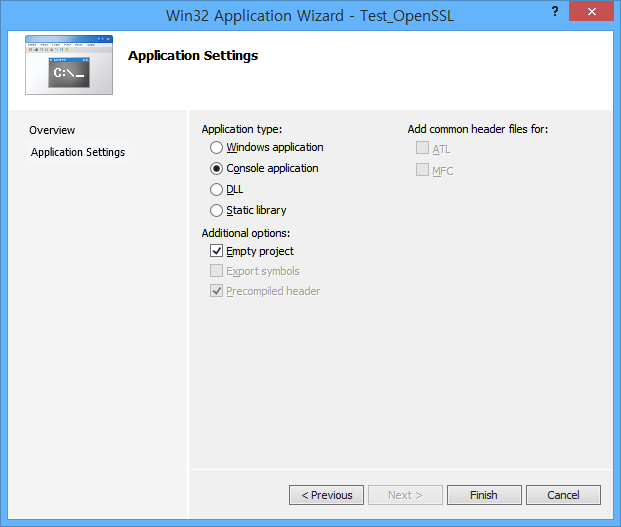 Win32 Application Wizard - Test_OpenSSL
?
C:\_
Application Settings
Overview
Application Settings
Application type:
Windows application
Console application
DLL
Static library
Additional options:
Empty project
Export symbols
Precompiled header
Add common header files for:
ATL
MFC
< Previous
Next >
Finish
Cancel